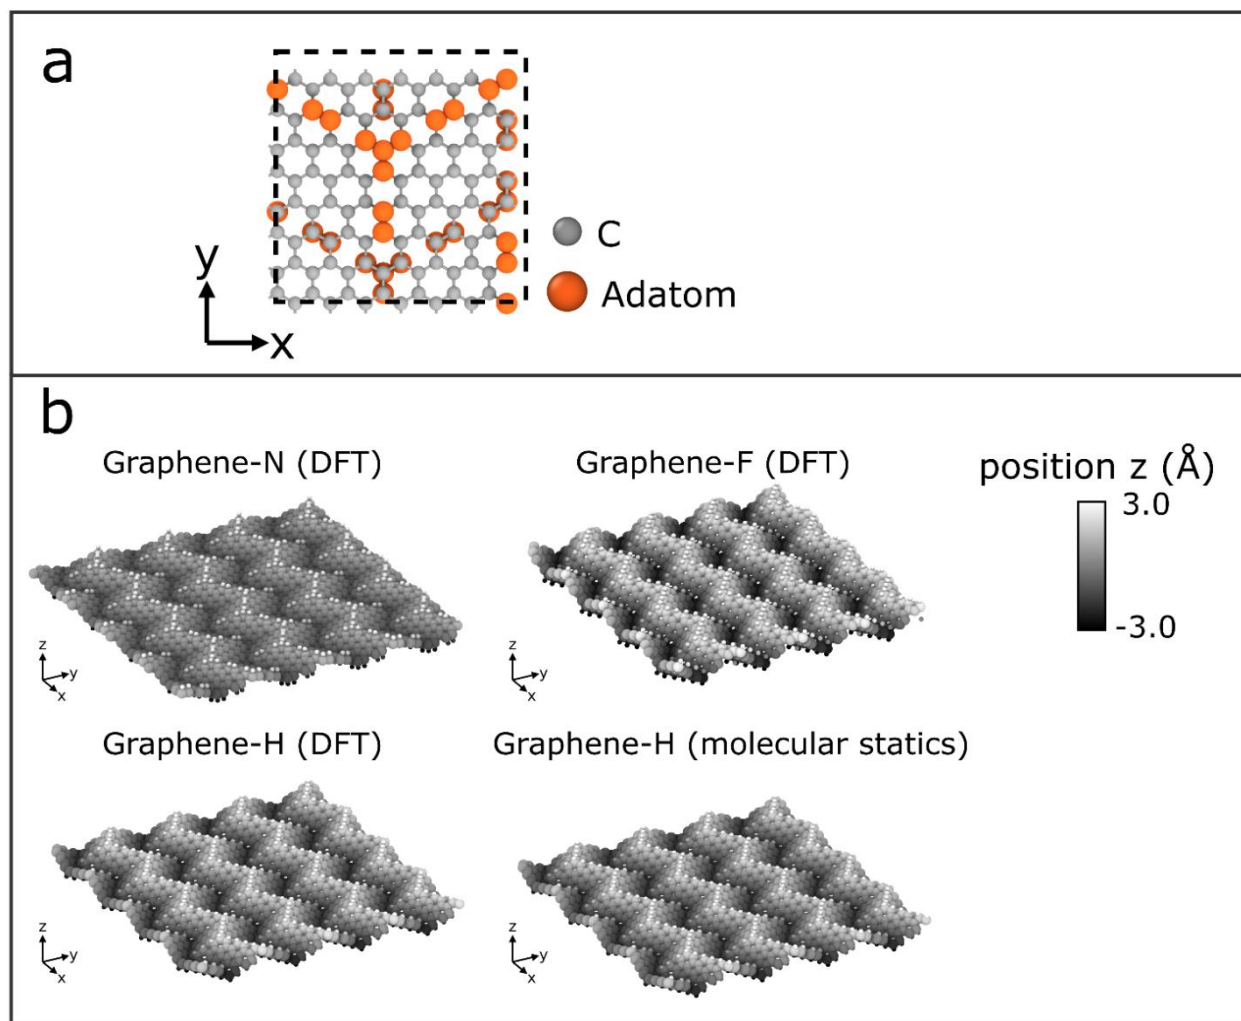 a
C
Adatom
y
x
b
Graphene-N (DFT)
Graphene-F (DFT)
position z (Å)
3.0
-3.0
z
y
x
z
y
x
Graphene-H (DFT)
Graphene-H (molecular statics)
z
y
x
z
y
x